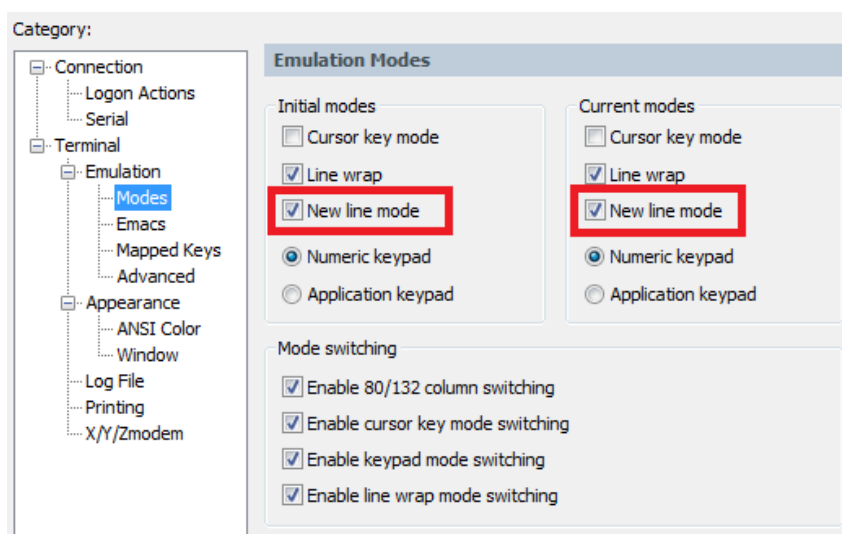 Category:
Connection
Logon Actions
Serial
Terminal
Emulation
Modes
Emacs
Mapped Keys
Advanced
Appearance
ANSI Color
Window
Log File
Printing
X/Y/Zmodem
Emulation Modes
Initial modes
Cursor key mode
Line wrap
New line mode
Numeric keypad
Application keypad
Current modes
Cursor key mode
Line wrap
New line mode
Numeric keypad
Application keypad
Mode switching
Enable 80/132 column switching
Enable cursor key mode switching
Enable keypad mode switching
Enable line wrap mode switching